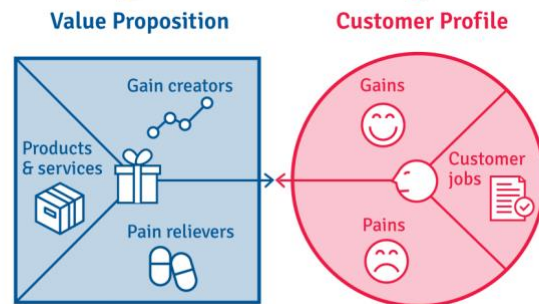 Value Proposition
Customer Profile
Gain creators
Products
& services
Pain relievers
Gains
Customer
jobs
Pains